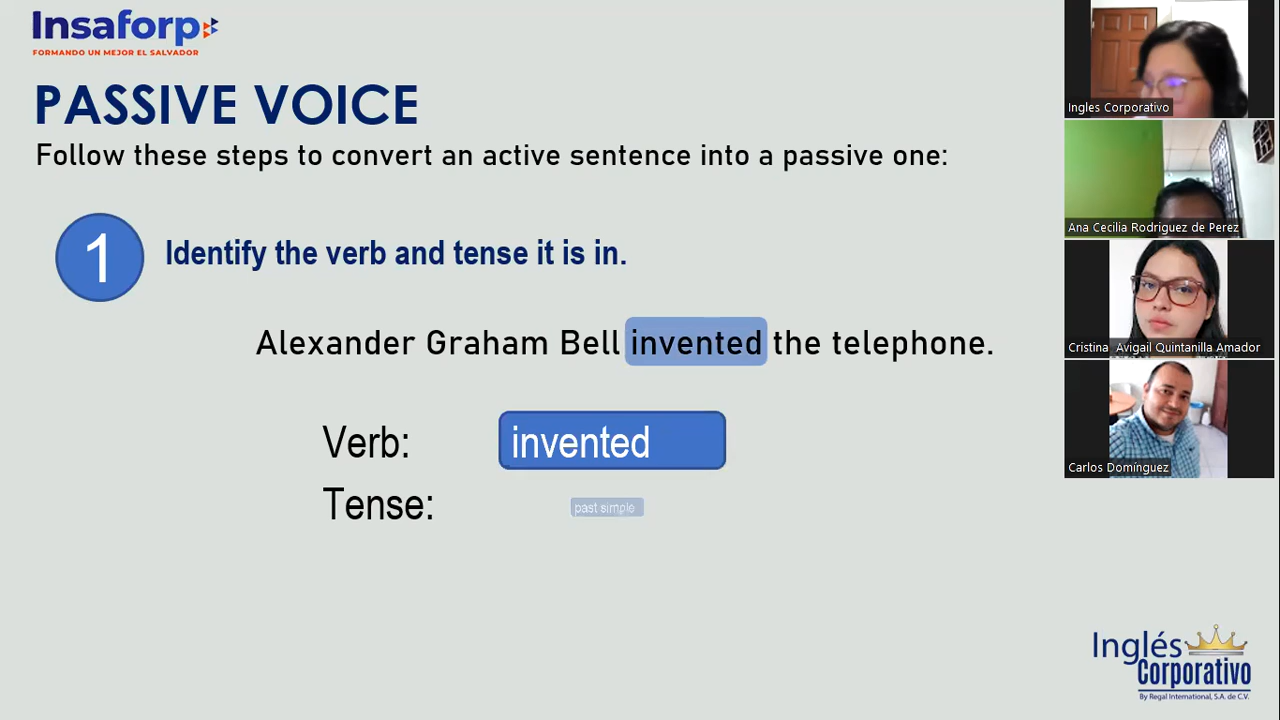 Insaforp
FORMANDO UN MEJOR EL SALVADOR
PASSIVE VOICE
Follow these steps to convert an active sentence into a passive one:
1 Identify the verb and tense it is in.
Alexander Graham Bell invented the telephone.
Verb: invented
Tense: past simple
Ingles Corporativo
Ana Cecilia Rodriguez de Perez
Cristina Avigail Quintanilla Amador
Carlos Domínguez
Inglés
Corporativo
By Regal International, S.A. de C.V.